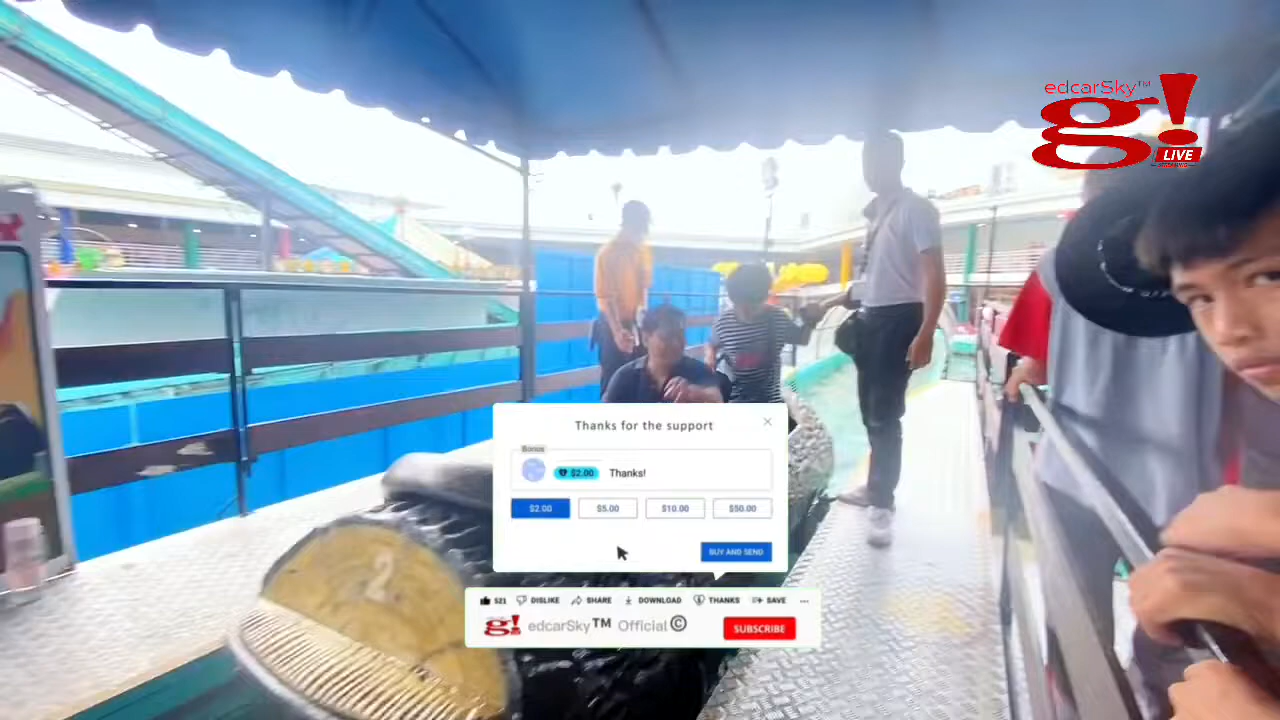 edcarSky™
g!
LIVE
Thanks for the support
Bonus
$2.00 Thanks!
$2.00 $5.00 $10.00 $50.00
BUY AND SEND
521 DISLIKE SHARE DOWNLOAD THANKS SAVE
g! edcarSky™ Official © SUBSCRIBE
2